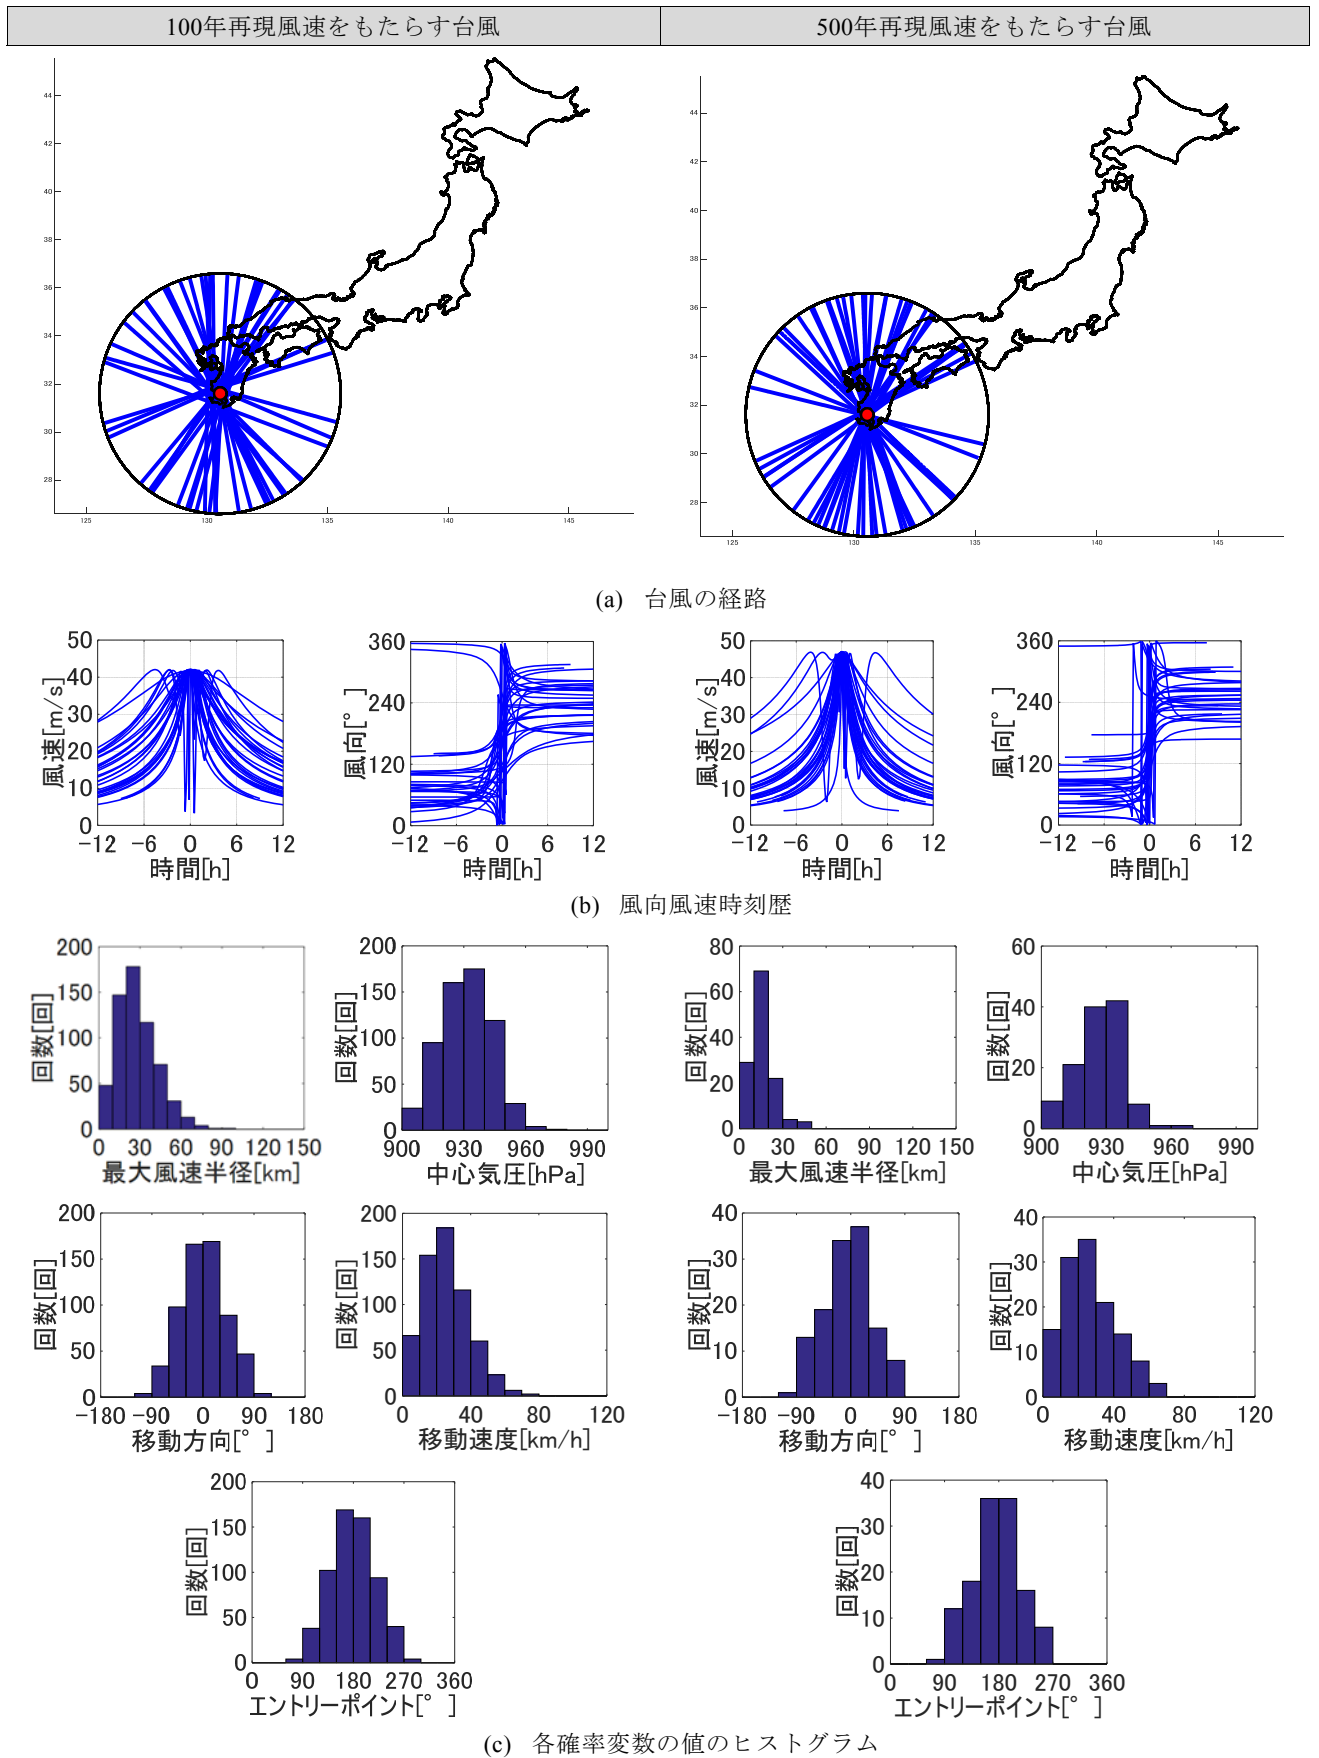 100年再現風速をもたらす台風
500年再現風速をもたらす台風
44
42
40
38
36
34
32
30
28
125 130 135 140 145
44
42
40
38
36
34
32
30
28
125 130 135 140 145
(a) 台風の経路
風速[m/s]
50
40
30
20
10
0
-12 -6 0 6 12
時間[h]
風向[°]
360
240
120
0
-12 -6 0 6 12
時間[h]
風速[m/s]
50
40
30
20
10
0
-12 -6 0 6 12
時間[h]
風向[°]
360
240
120
0
-12 -6 0 6 12
時間[h]
(b) 風向風速時刻歴
回数[回]
200
150
100
50
0
0 30 60 90 120 150
最大風速半径[km]
回数[回]
200
150
100
50
0
900 930 960 990
中心気圧[hPa]
回数[回]
80
60
40
20
0
0 30 60 90 120 150
最大風速半径[km]
回数[回]
60
40
20
0
900 930 960 990
中心気圧[hPa]
回数[回]
200
150
100
50
0
-180 -90 0 90 180
移動方向[°]
回数[回]
200
150
100
50
0
0 40 80 120
移動速度[km/h]
回数[回]
40
30
20
10
0
-180 -90 0 90 180
移動方向[°]
回数[回]
40
30
20
10
0
0 40 80 120
移動速度[km/h]
回数[回]
200
150
100
50
0
0 90 180 270 360
エントリーポイント[°]
回数[回]
40
30
20
10
0
0 90 180 270 360
エントリーポイント[°]
(c) 各確率変数の値のヒストグラム